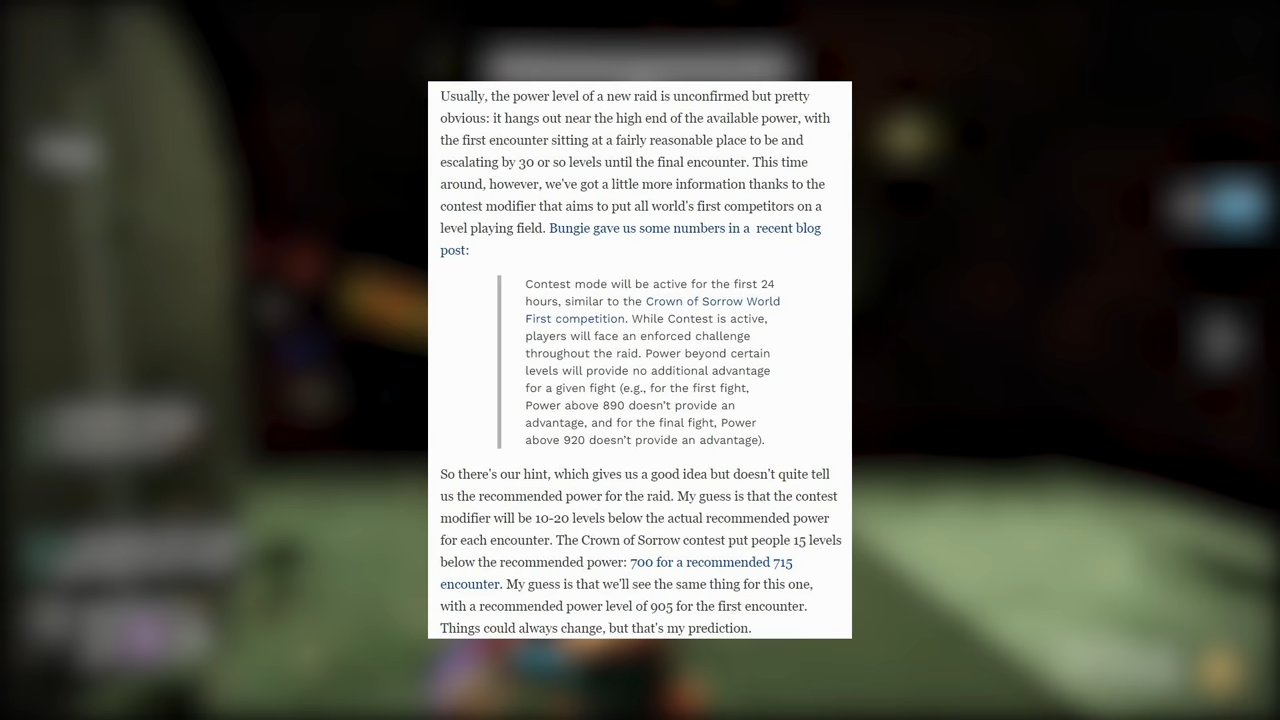 Usually, the power level of a new raid is unconfirmed but pretty
obvious: it hangs out near the high end of the available power, with
the first encounter sitting at a fairly reasonable place to be and
escalating by 30 or so levels until the final encounter. This time
around, however, we've got a little more information thanks to the
contest modifier that aims to put all world's first competitors on a
level playing field. Bungie gave us some numbers in a  recent blog
post:
Contest mode will be active for the first 24
hours, similar to the Crown of Sorrow World
First competition. While Contest is active,
players will face an enforced challenge
throughout the raid. Power beyond certain
levels will provide no additional advantage
for a given fight (e.g., for the first fight,
Power above 890 doesn't provide an
advantage, and for the final fight, Power
above 920 doesn't provide an advantage).
So there's our hint, which gives us a good idea but doesn't quite tell
us the recommended power for the raid. My guess is that the contest
modifier will be 10-20 levels below the actual recommended power
for each encounter. The Crown of Sorrow contest put people 15 levels
below the recommended power: 700 for a recommended 715
encounter. My guess is that we'll see the same thing for this one,
with a recommended power level of 905 for the first encounter.
Things could always change, but that's my prediction.